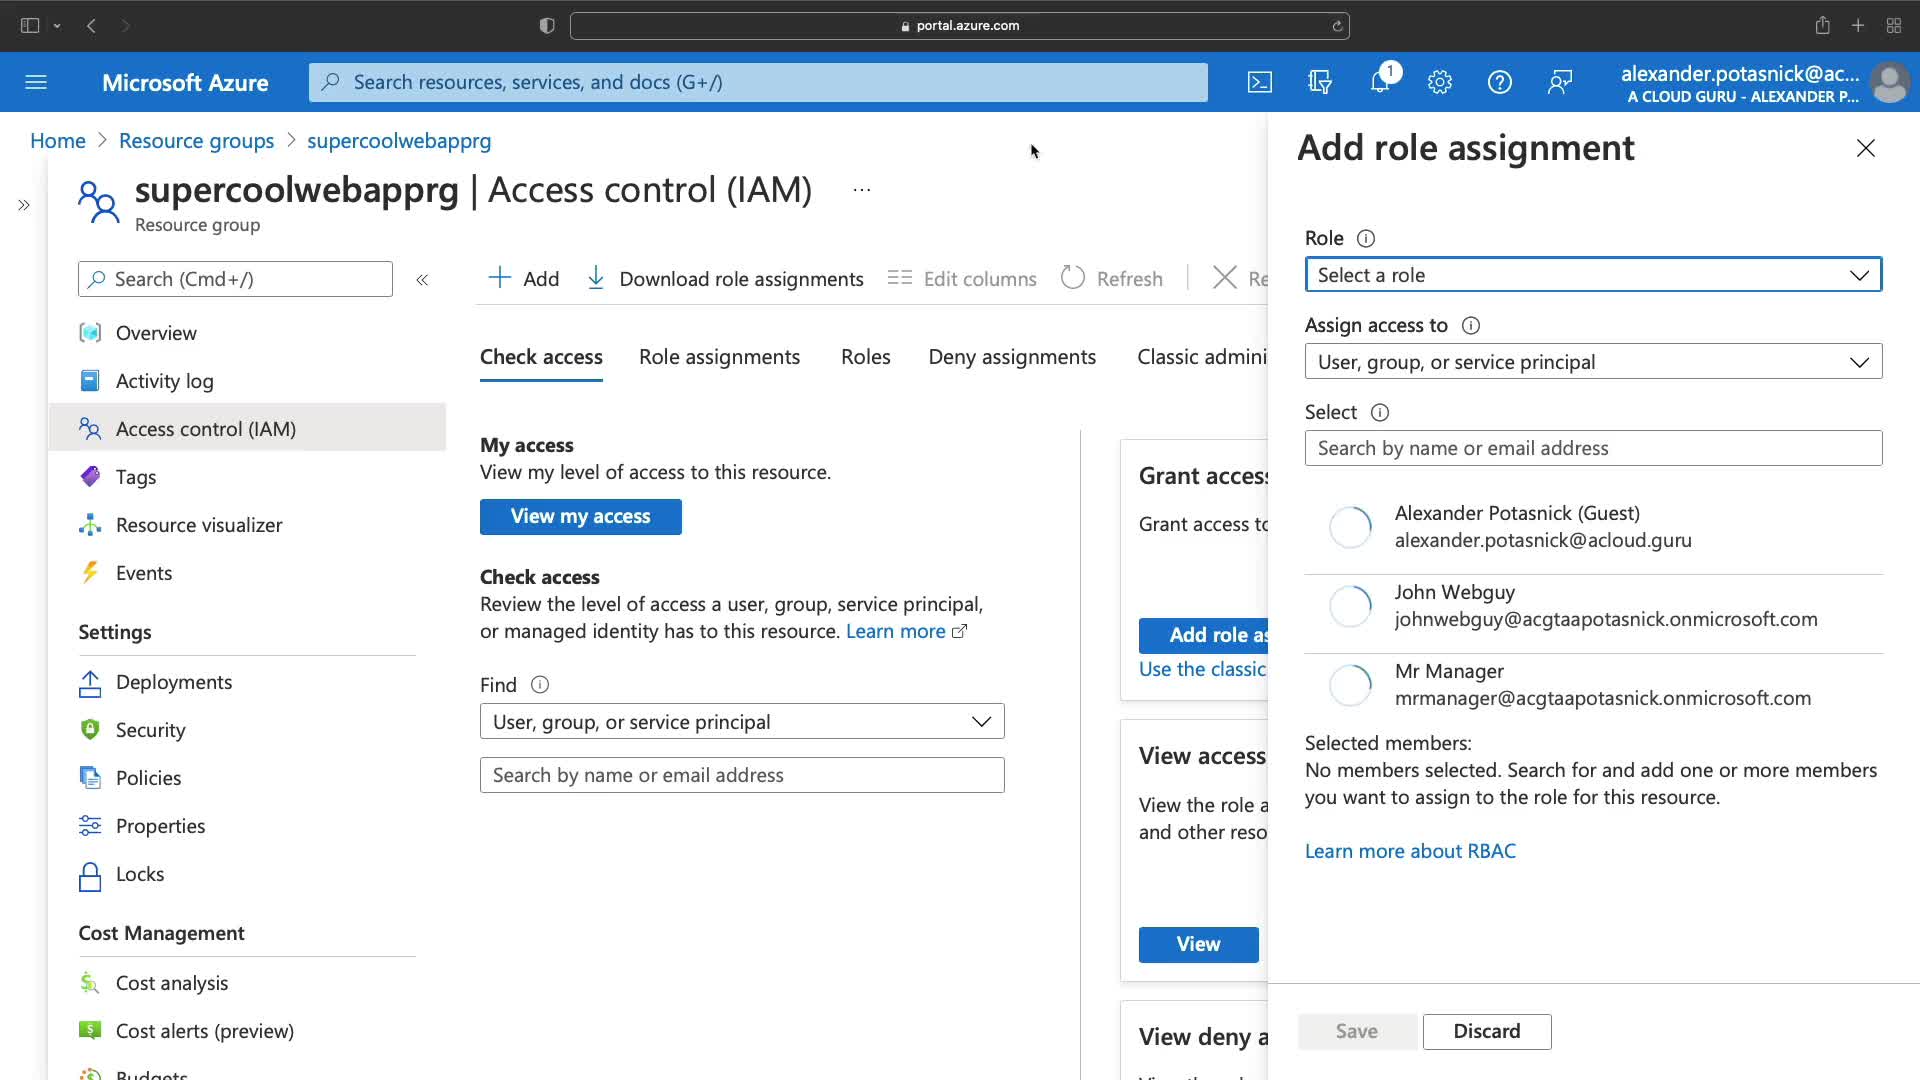 portal.azure.com
Microsoft Azure
Search resources, services, and docs (G+/)
1
alexander.potasnick@ac...
A CLOUD GURU - ALEXANDER P...
Home
Resource groups
supercoolwebapprg
supercoolwebapprg | Access control (IAM)
...
Resource group
Search (Cmd+/)
Overview
Activity log
Access control (IAM)
Tags
Resource visualizer
Events
Settings
Deployments
Security
Policies
Properties
Locks
Cost Management
Cost analysis
Cost alerts (preview)
Budgets
Add
Download role assignments
Edit columns
Refresh
Re
Check access
Role assignments
Roles
Deny assignments
Classic admini
My access
View my level of access to this resource.
View my access
Check access
Review the level of access a user, group, service principal,
or managed identity has to this resource. Learn more
Find
User, group, or service principal
Search by name or email address
Grant access
Grant access to
Add role as
Use the classic
View access
View the role a
and other reso
View
View deny a
Add role assignment
Role
Select a role
Assign access to
User, group, or service principal
Select
Search by name or email address
Alexander Potasnick (Guest)
alexander.potasnick@acloud.guru
John Webguy
johnwebguy@acgtaapotasnick.onmicrosoft.com
Mr Manager
mrmanager@acgtaapotasnick.onmicrosoft.com
Selected members:
No members selected. Search for and add one or more members
you want to assign to the role for this resource.
Learn more about RBAC
Save
Discard